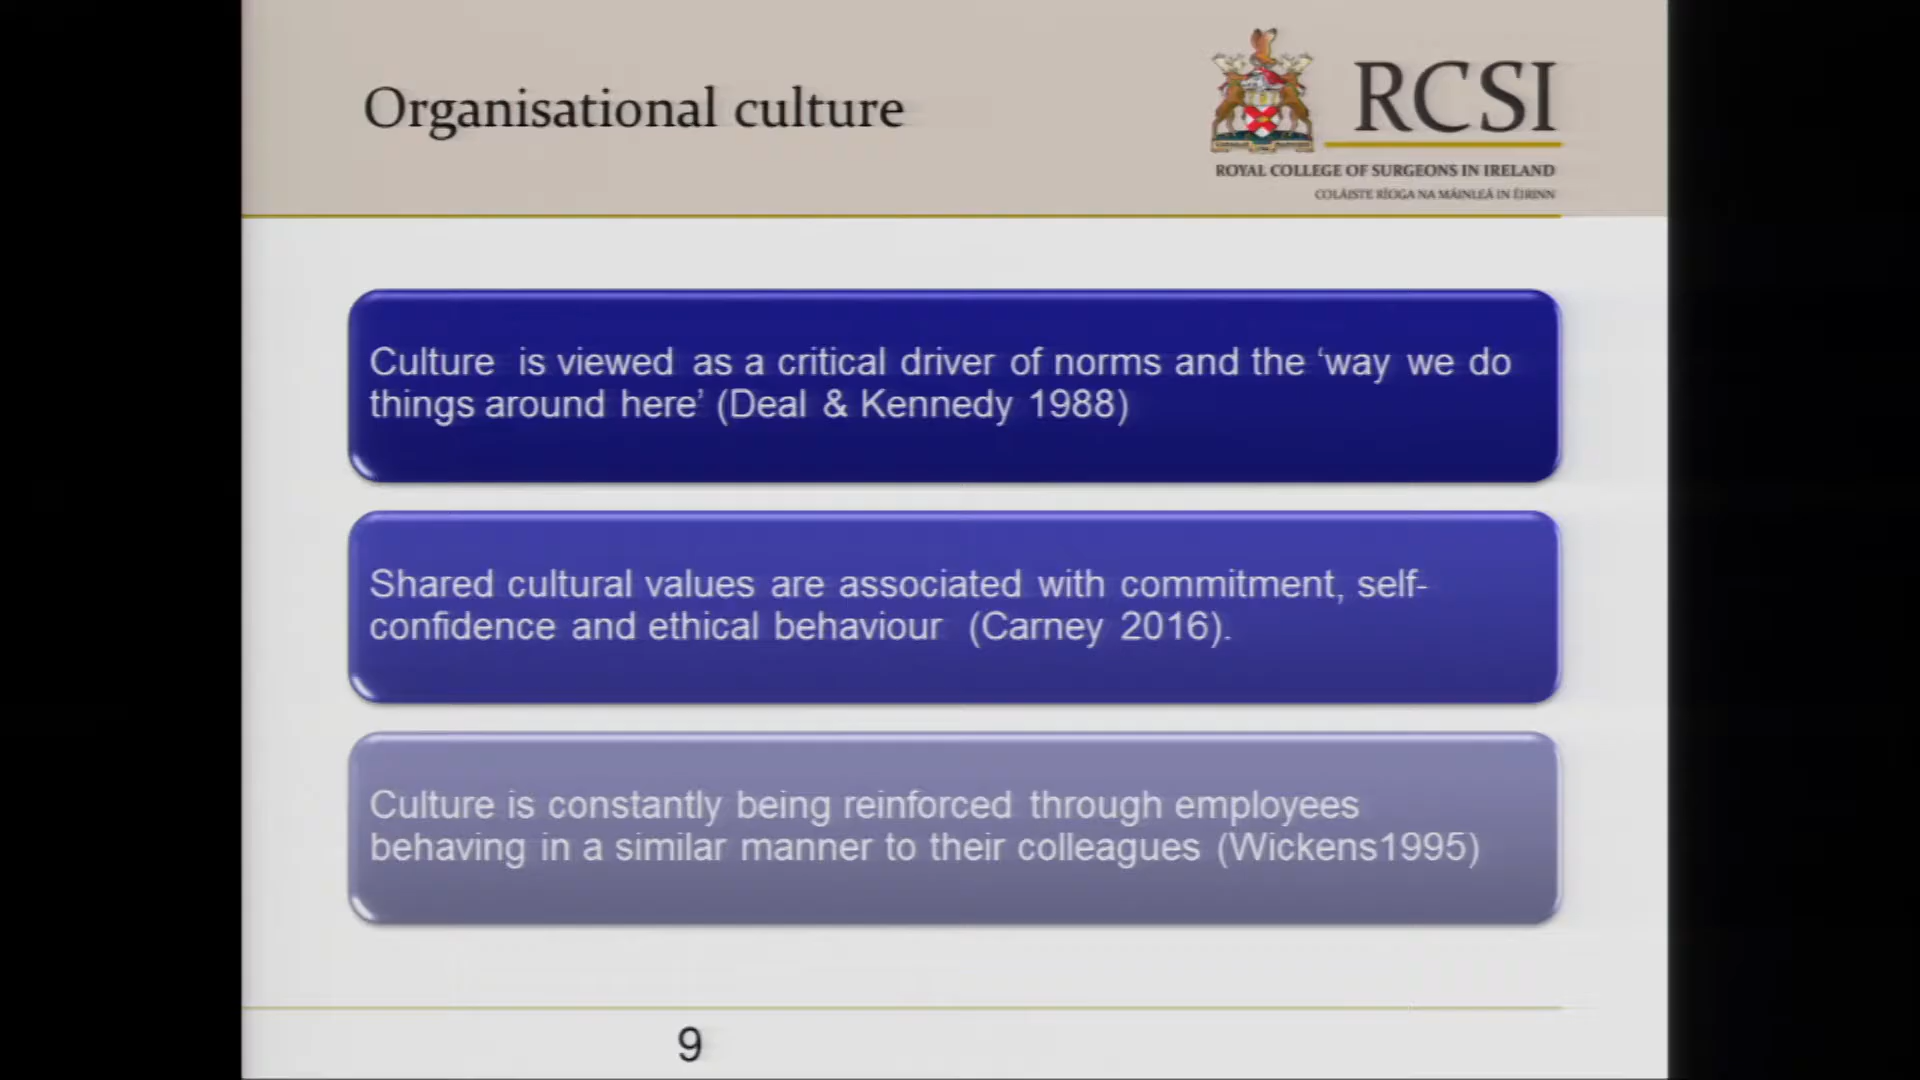 Organisational culture
RCSI
ROYAL COLLEGE OF SURGEONS IN IRELAND
COLÁISTE RÍOGA NA MÁINLEÁ IN ÉIRINN
Culture is viewed as a critical driver of norms and the ‘way we do
things around here’ (Deal & Kennedy 1988)
Shared cultural values are associated with commitment, self-
confidence and ethical behaviour (Carney 2016).
Culture is constantly being reinforced through employees
behaving in a similar manner to their colleagues (Wickens1995)
9